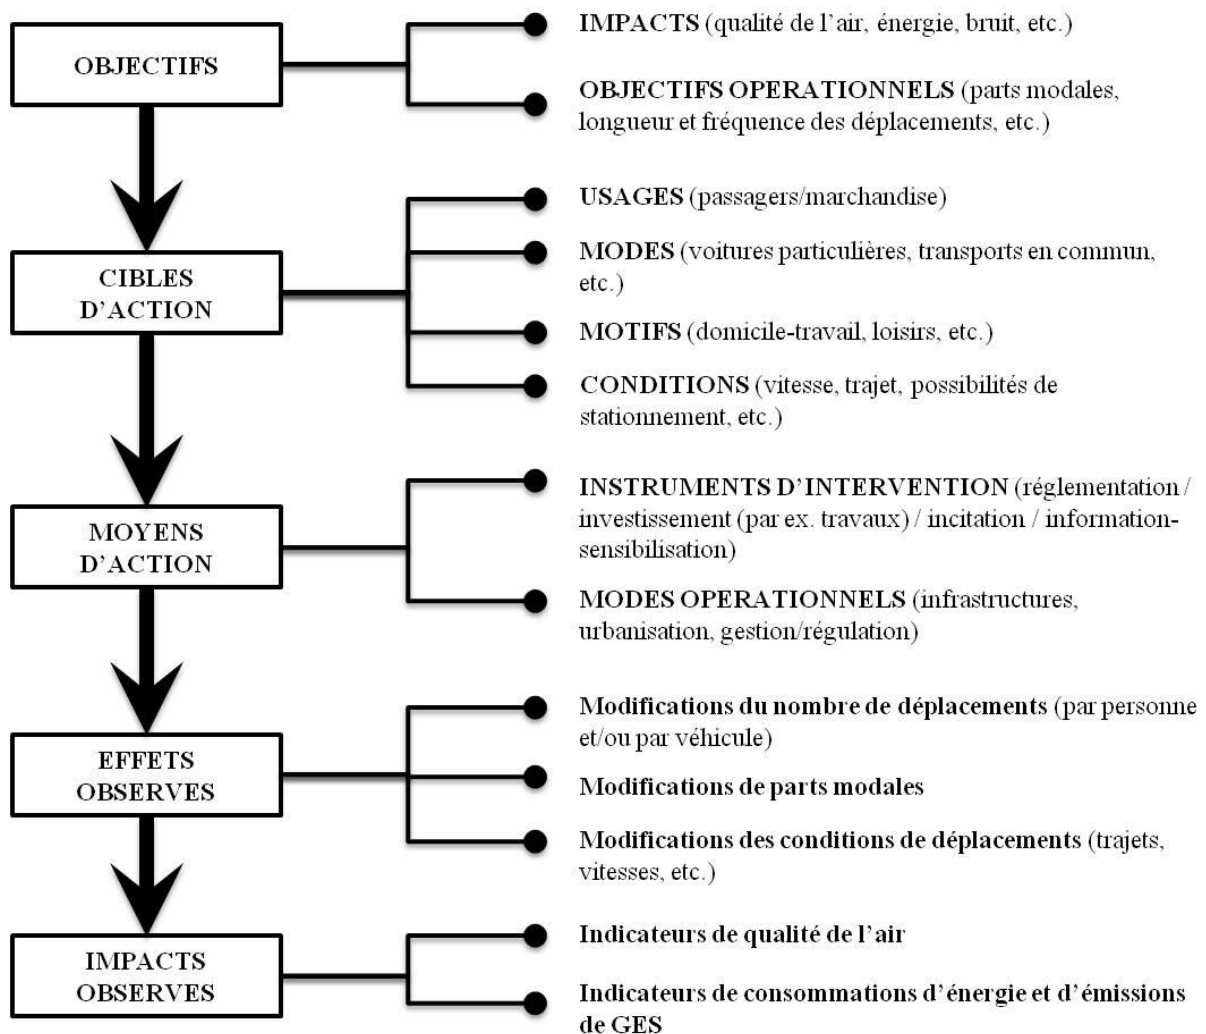 OBJECTIFS
IMPACTS (qualité de l’air, énergie, bruit, etc.)
OBJECTIFS OPERATIONNELS (parts modales,
longueur et fréquence des déplacements, etc.)
CIBLES
D’ACTION
USAGES (passagers/marchandise)
MODES (voitures particulières, transports en commun,
etc.)
MOTIFS (domicile-travail, loisirs, etc.)
CONDITIONS (vitesse, trajet, possibilités de
stationnement, etc.)
MOYENS
D’ACTION
INSTRUMENTS D’INTERVENTION (réglementation /
investissement (par ex. travaux) / incitation / information-
sensibilisation)
MODES OPERATIONNELS (infrastructures,
urbanisation, gestion/régulation)
EFFETS
OBSERVES
Modifications du nombre de déplacements (par personne
et/ou par véhicule)
Modifications de parts modales
Modifications des conditions de déplacements (trajets,
vitesses, etc.)
IMPACTS
OBSERVES
Indicateurs de qualité de l’air
Indicateurs de consommations d’énergie et d’émissions
de GES